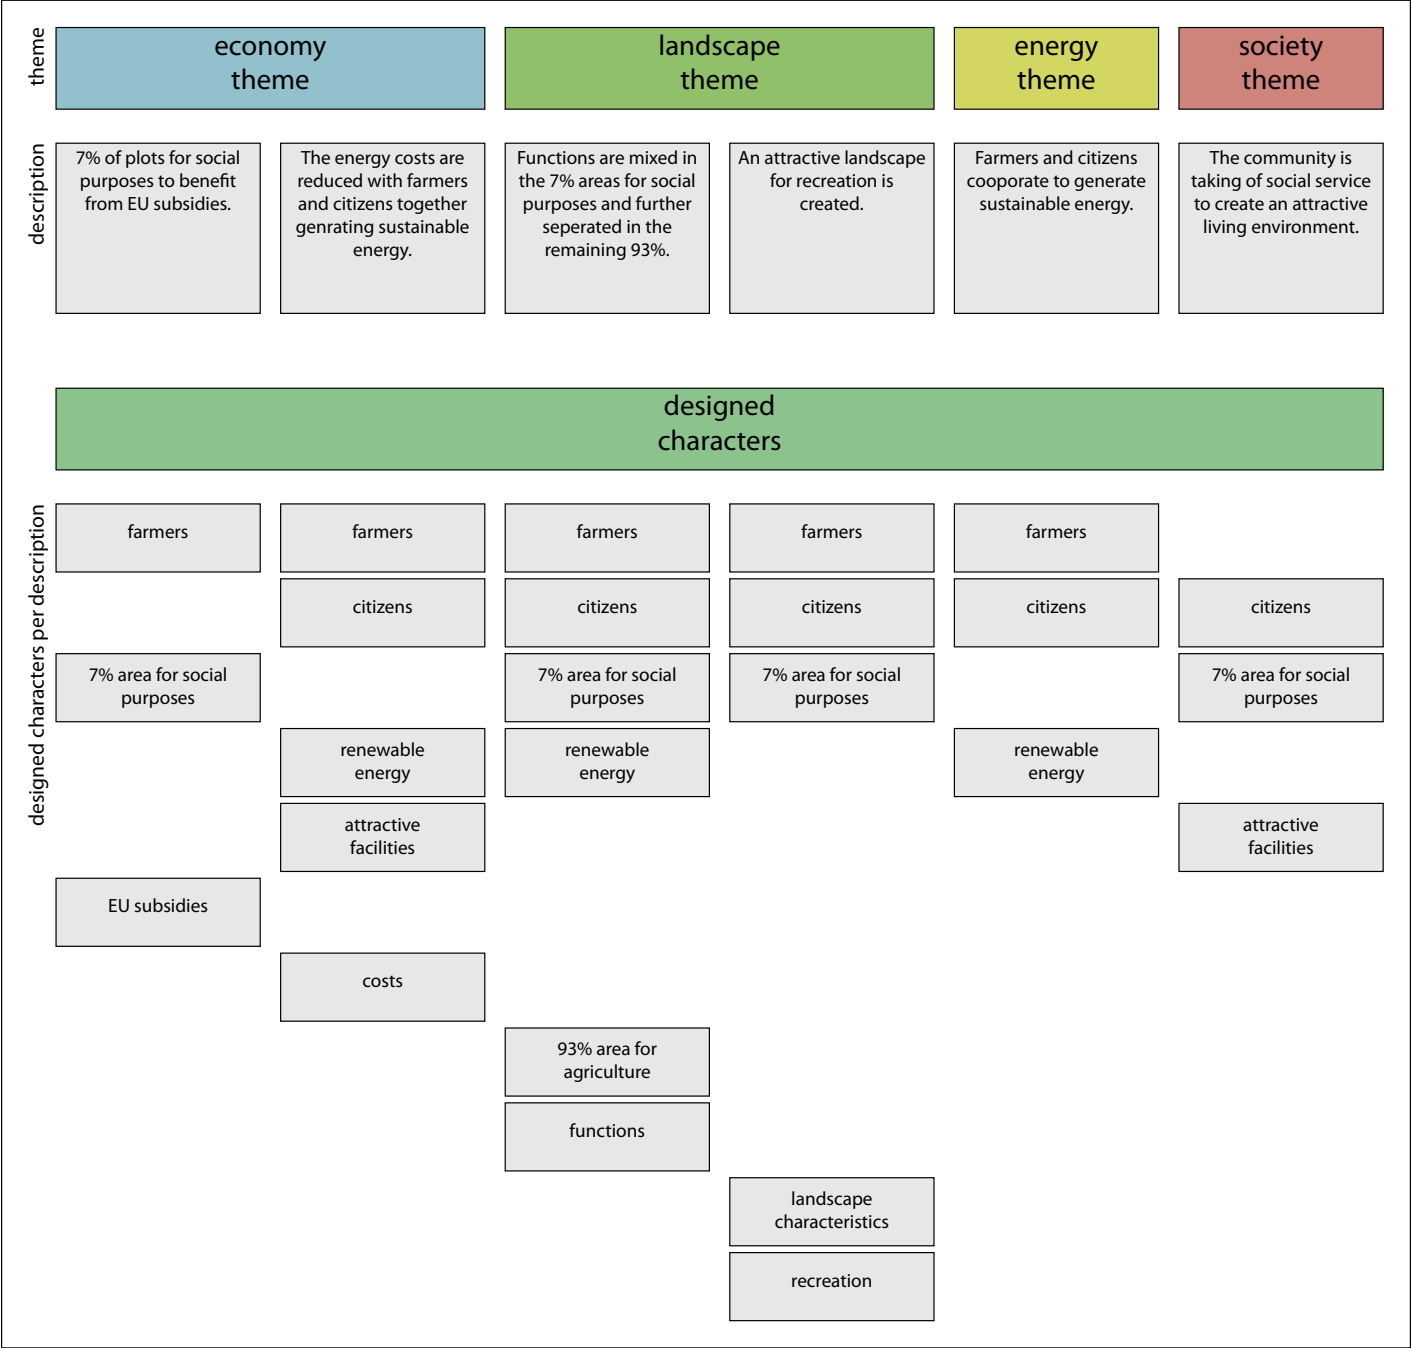 theme
economy
theme
landscape
theme
energy
theme
society
theme
description
7% of plots for social
purposes to benefit
from EU subsidies.
The energy costs are
reduced with farmers
and citizens together
genrating sustainable
energy.
Functions are mixed in
the 7% areas for social
purposes and further
seperated in the
remaining 93%.
An attractive landscape
for recreation is
created.
Farmers and citizens
cooporate to generate
sustainable energy.
The community is
taking of social service
to create an attractive
living environment.
designed
characters
designed characters per description
farmers
farmers
farmers
farmers
farmers
citizens
citizens
citizens
citizens
citizens
7% area for social
purposes
7% area for social
purposes
7% area for social
purposes
7% area for social
purposes
renewable
energy
renewable
energy
renewable
energy
attractive
facilities
attractive
facilities
EU subsidies
costs
93% area for
agriculture
functions
landscape
characteristics
recreation